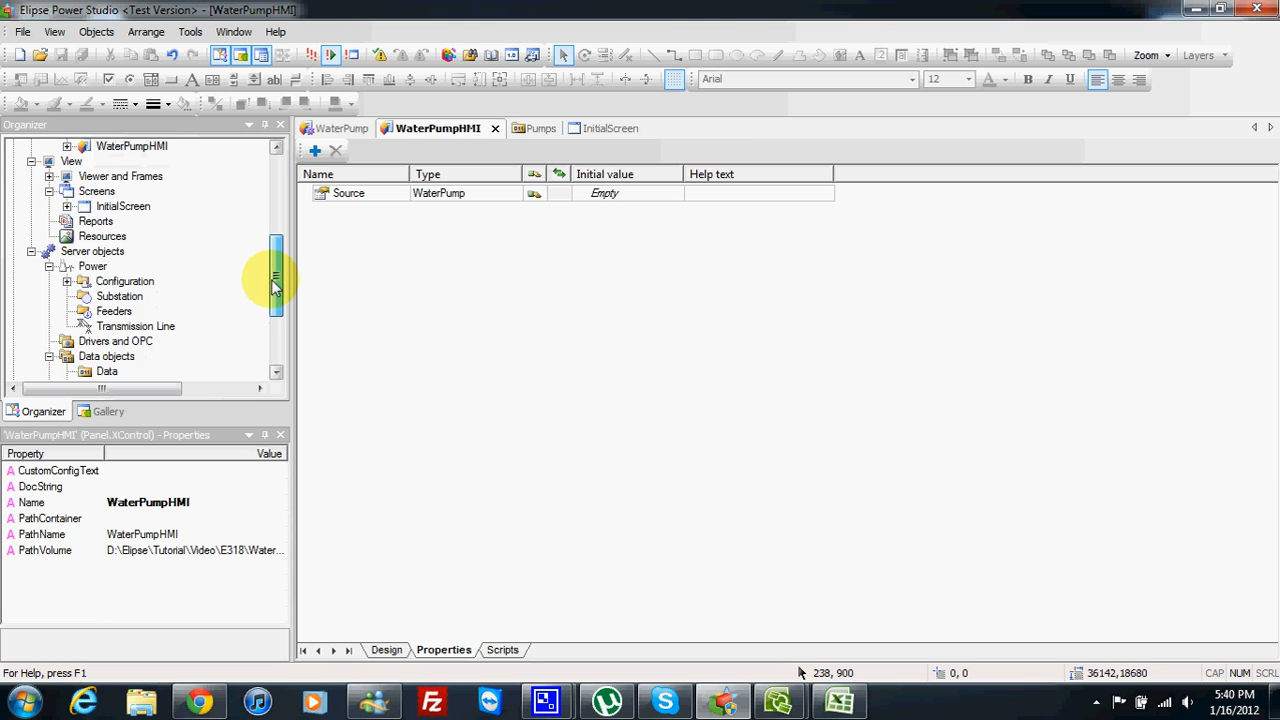 Elipse Power Studio <Test Version> - [WaterPumpHMI]
File View Objects Arrange Tools Window Help
Zoom Layers
Arial 12 A B I U
Organizer
WaterPump WaterPumpHMI Pumps InitialScreen
WaterPumpHMI
View
Viewer and Frames
Screens
InitialScreen
Reports
Resources
Server objects
Power
Configuration
Substation
Feeders
Transmission Line
Drivers and OPC
Data objects
Data
Name Type Initial value Help text
Source WaterPump Empty
Organizer Gallery
'WaterPumpHMI' (Panel.XControl) - Properties
Property Value
CustomConfigText
DocString
Name WaterPumpHMI
PathContainer
PathName WaterPumpHMI
PathVolume D:\Elipse\Tutorial\Video\E318\Water...
Design Properties Scripts
For Help, press F1 238, 900 0, 0 36142,18680 CAP NUM SCRL
5:40 PM
1/16/2012